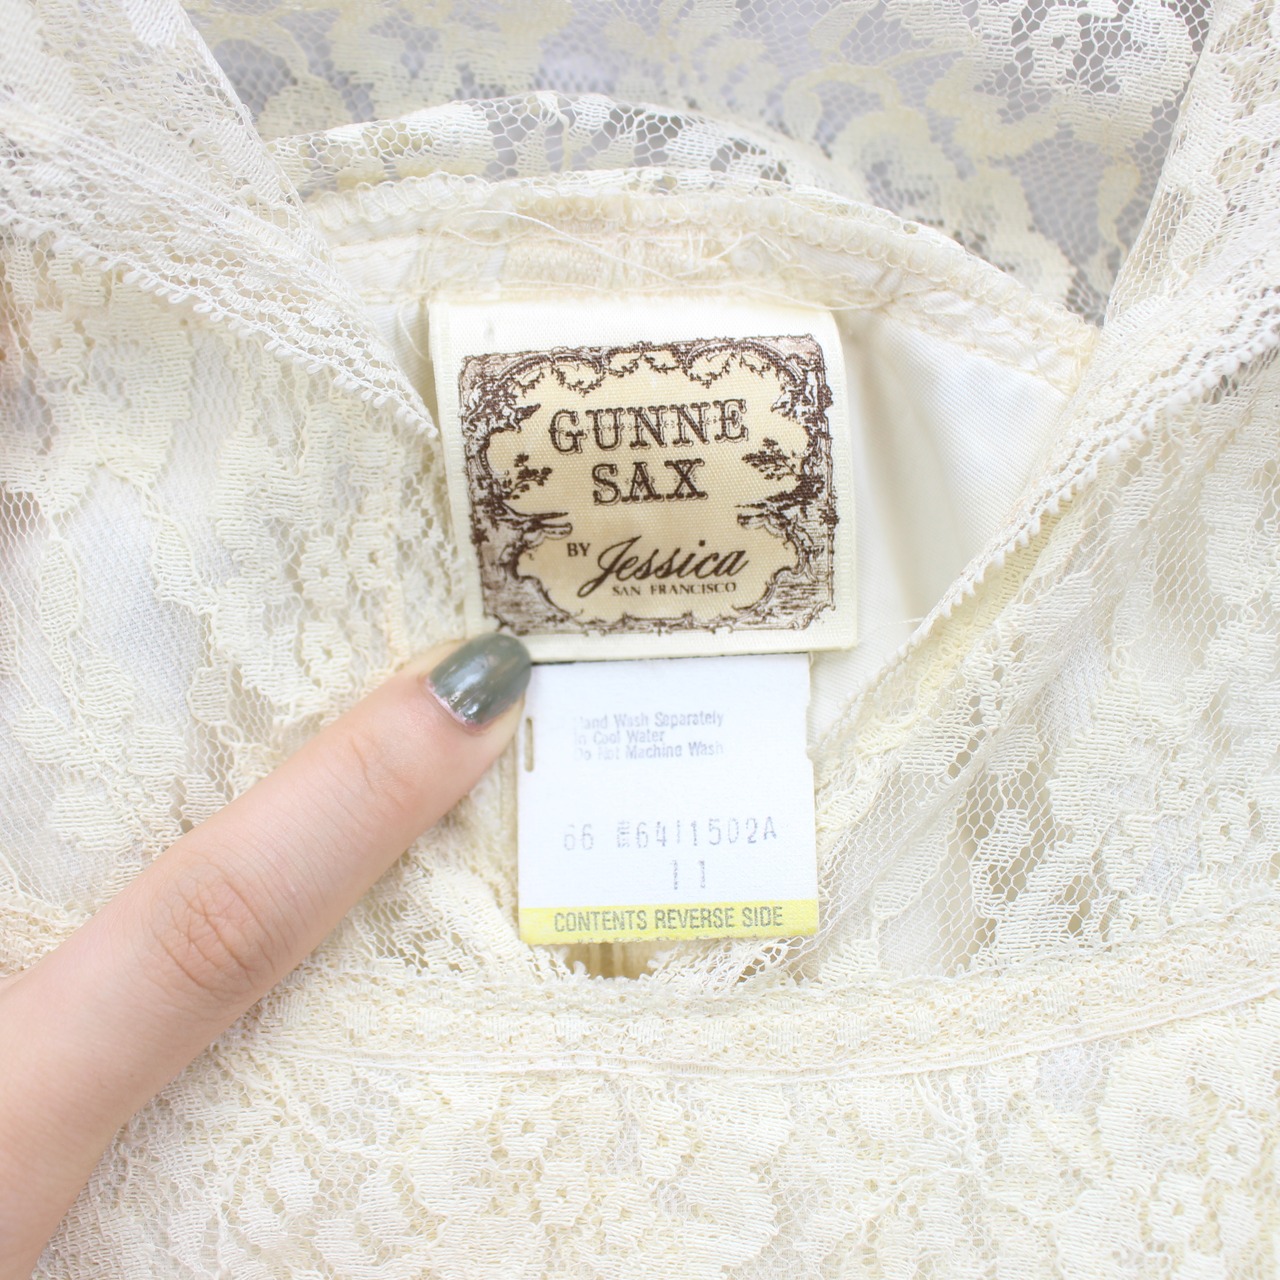 GUNNE
SAX
BY Jessica
SAN FRANCISCO
Hand Wash Separately
In Cool Water
Do Not Machine Wash
66 6411502A
11
CONTENTS REVERSE SIDE